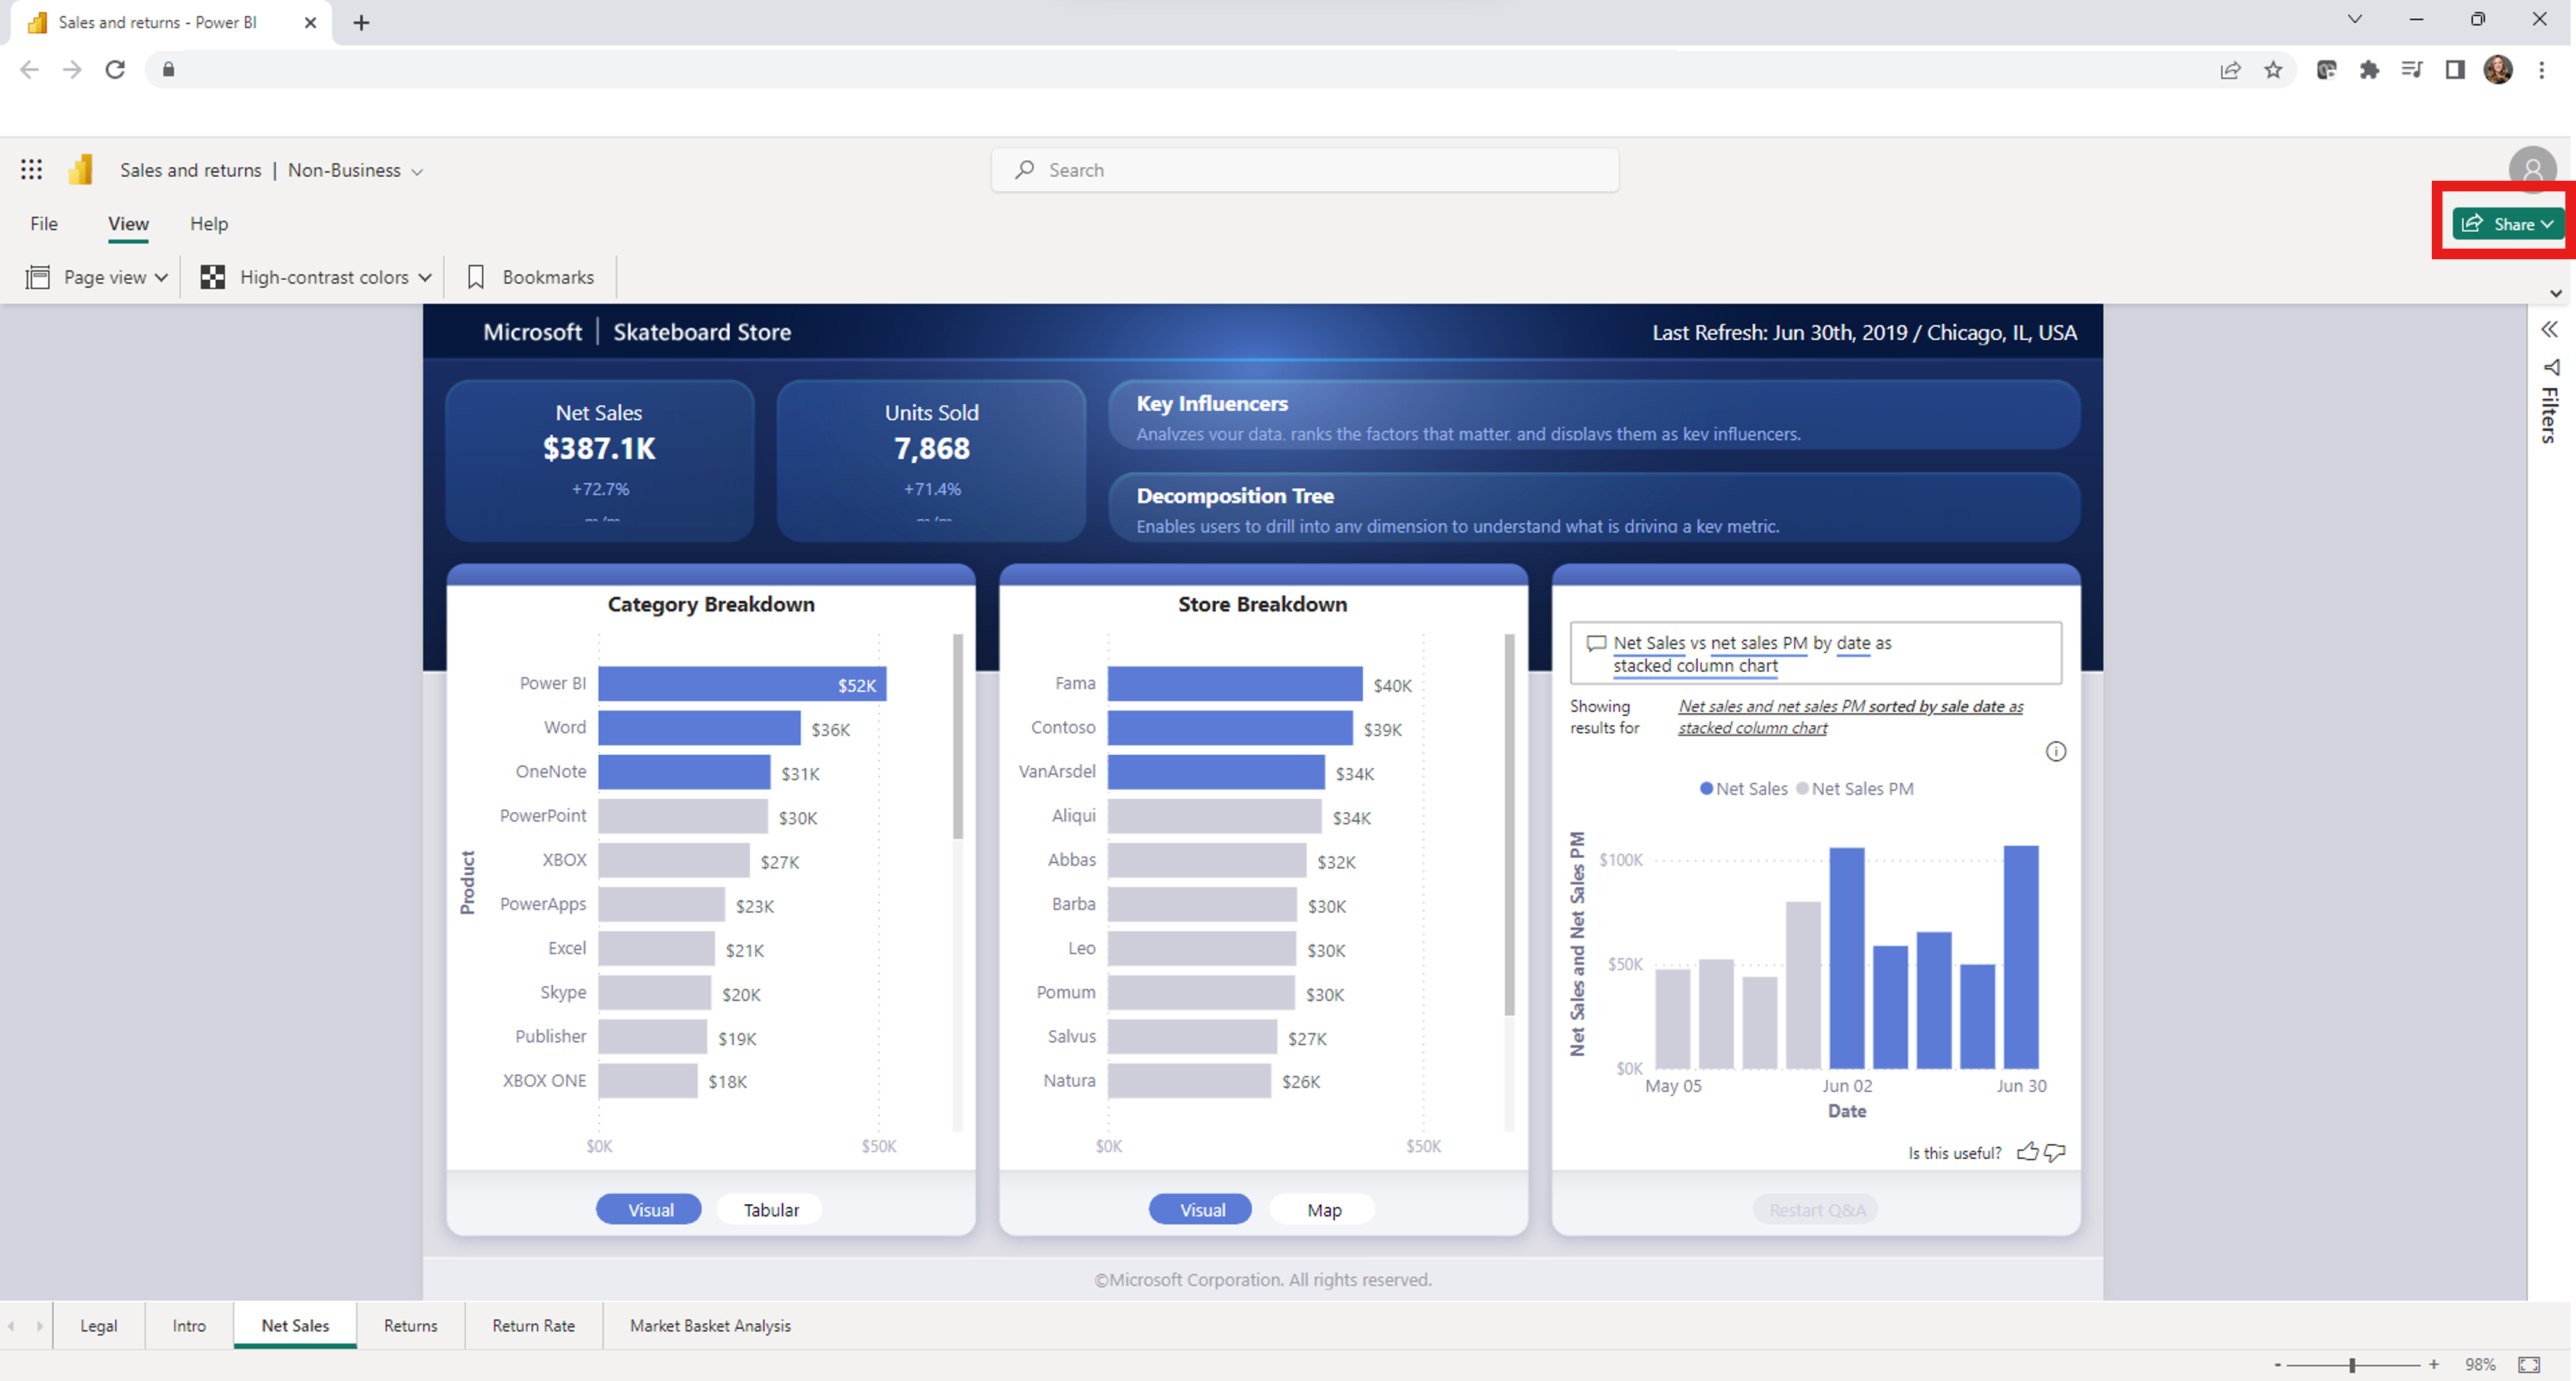 Sales and returns - Power BI
Sales and returns | Non-Business
Search
File View Help
Share
Page view High-contrast colors Bookmarks
Microsoft | Skateboard Store
Last Refresh: Jun 30th, 2019 / Chicago, IL, USA
Net Sales
$387.1K
+72.7%
Units Sold
7,868
+71.4%
Key Influencers
Analyzes your data, ranks the factors that matter, and displays them as key influencers.
Decomposition Tree
Enables users to drill into any dimension to understand what is driving a key metric.
Filters
Category Breakdown
Product
Power BI $52K
Word $36K
OneNote $31K
PowerPoint $30K
XBOX $27K
PowerApps $23K
Excel $21K
Skype $20K
Publisher $19K
XBOX ONE $18K
$0K $50K
Visual Tabular
Store Breakdown
Fama $40K
Contoso $39K
VanArsdel $34K
Aliqui $34K
Abbas $32K
Barba $30K
Leo $30K
Pomum $30K
Salvus $27K
Natura $26K
$0K $50K
Visual Map
Net Sales vs net sales PM by date as
stacked column chart
Showing
results for
Net sales and net sales PM sorted by sale date as
stacked column chart
Net Sales Net Sales PM
Net Sales and Net Sales PM
$100K
$50K
$0K
May 05 Jun 02 Jun 30
Date
Is this useful?
Restart Q&A
©Microsoft Corporation. All rights reserved.
Legal Intro Net Sales Returns Return Rate Market Basket Analysis
- + 98%